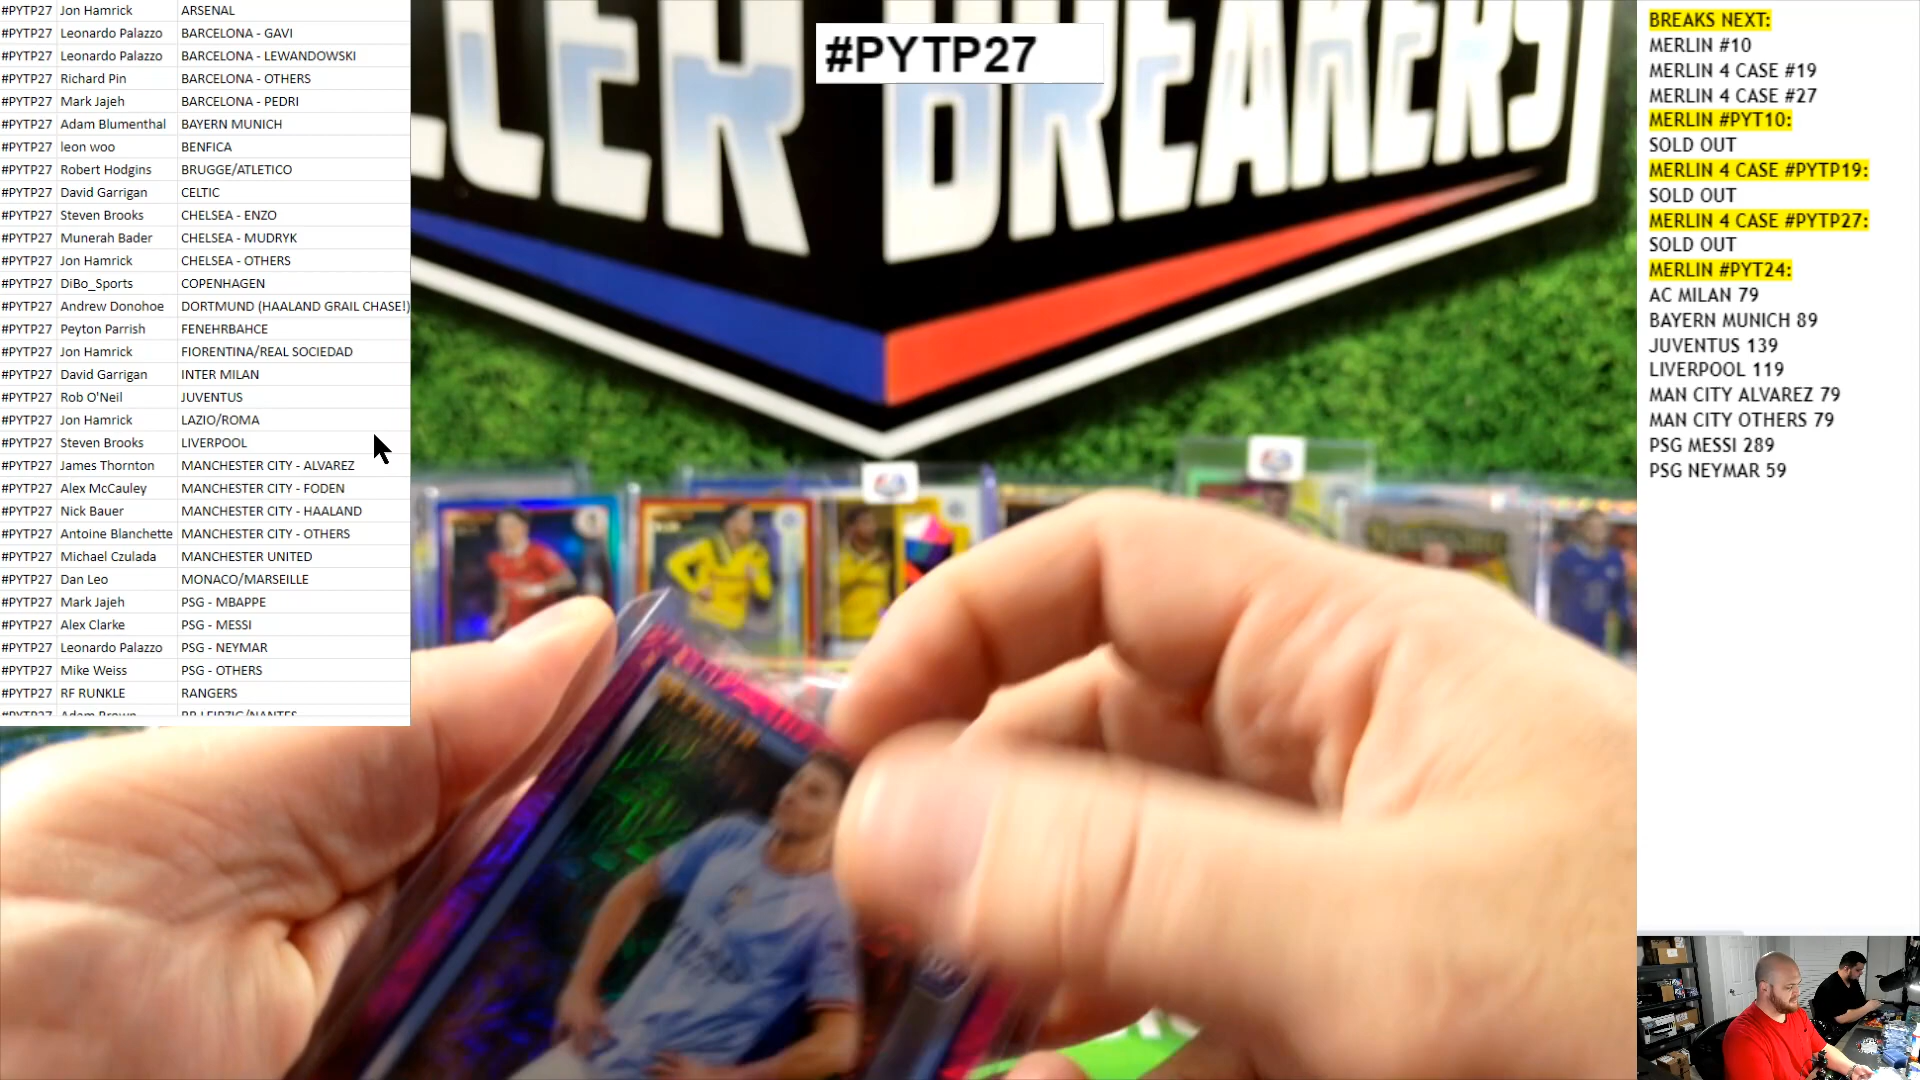 #PYTP27 Jon Hamrick ARSENAL
#PYTP27 Leonardo Palazzo BARCELONA - GAVI
#PYTP27 Leonardo Palazzo BARCELONA - LEWANDOWSKI
#PYTP27 Richard Pin BARCELONA - OTHERS
#PYTP27 Mark Jajeh BARCELONA - PEDRI
#PYTP27 Adam Blumenthal BAYERN MUNICH
#PYTP27 leon woo BENFICA
#PYTP27 Robert Hodgins BRUGGE/ATLETICO
#PYTP27 David Garrigan CELTIC
#PYTP27 Steven Brooks CHELSEA - ENZO
#PYTP27 Munerah Bader CHELSEA - MUDRYK
#PYTP27 Jon Hamrick CHELSEA - OTHERS
#PYTP27 DiBo_Sports COPENHAGEN
#PYTP27 Andrew Donohoe DORTMUND (HAALAND GRAIL CHASE!)
#PYTP27 Peyton Parrish FENEHRBAHCE
#PYTP27 Jon Hamrick FIORENTINA/REAL SOCIEDAD
#PYTP27 David Garrigan INTER MILAN
#PYTP27 Rob O'Neil JUVENTUS
#PYTP27 Jon Hamrick LAZIO/ROMA
#PYTP27 Steven Brooks LIVERPOOL
#PYTP27 James Thornton MANCHESTER CITY - ALVAREZ
#PYTP27 Alex McCauley MANCHESTER CITY - FODEN
#PYTP27 Nick Bauer MANCHESTER CITY - HAALAND
#PYTP27 Antoine Blanchette MANCHESTER CITY - OTHERS
#PYTP27 Michael Czulada MANCHESTER UNITED
#PYTP27 Dan Leo MONACO/MARSEILLE
#PYTP27 Mark Jajeh PSG - MBAPPE
#PYTP27 Alex Clarke PSG - MESSI
#PYTP27 Leonardo Palazzo PSG - NEYMAR
#PYTP27 Mike Weiss PSG - OTHERS
#PYTP27 RF RUNKLE RANGERS
#PYTP27 Adam Brown RB LEIPZIG/NANTES
#PYTP27
LLER BREAKERS
BREAKS NEXT:
MERLIN #10
MERLIN 4 CASE #19
MERLIN 4 CASE #27
MERLIN #PYT10:
SOLD OUT
MERLIN 4 CASE #PYTP19:
SOLD OUT
MERLIN 4 CASE #PYTP27:
SOLD OUT
MERLIN #PYT24:
AC MILAN 79
BAYERN MUNICH 89
JUVENTUS 139
LIVERPOOL 119
MAN CITY ALVAREZ 79
MAN CITY OTHERS 79
PSG MESSI 289
PSG NEYMAR 59